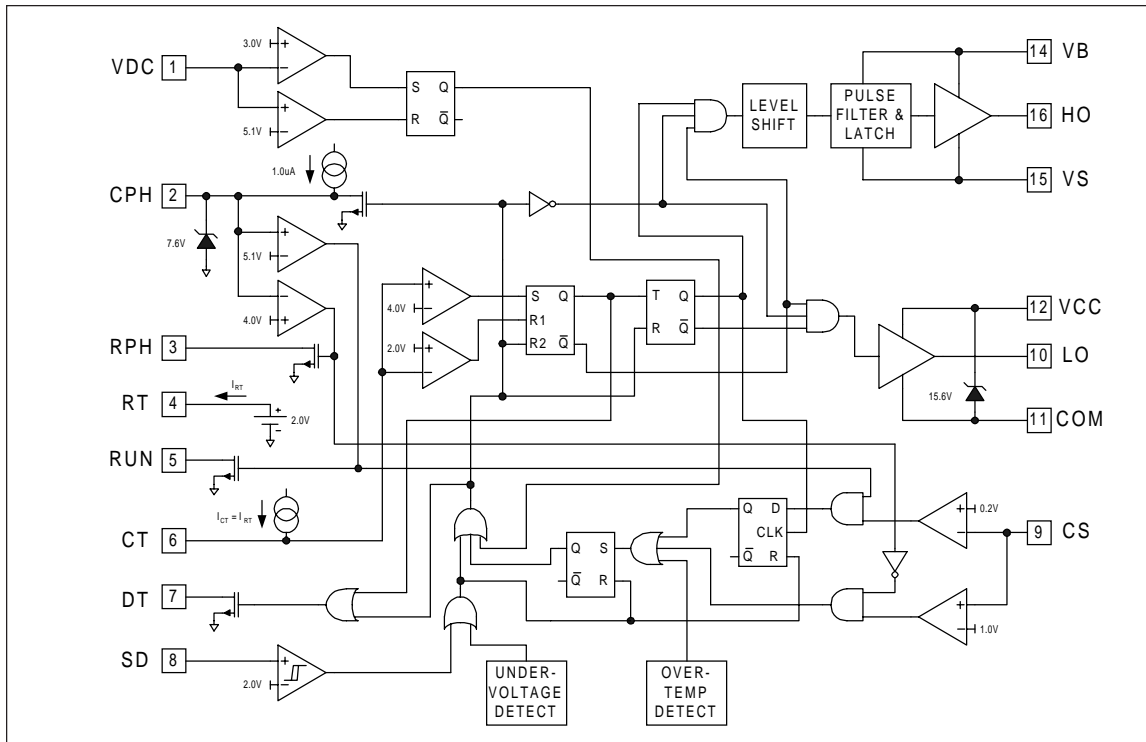 VDC 1
3.0V
+
−
+
5.1V
−
S Q
R Q̅
CPH 2
1.0uA
7.6V
+
5.1V
−
−
4.0V
+
RPH 3
RT 4
I_RT
+
−
2.0V
RUN 5
CT 6
I_CT = I_RT
DT 7
SD 8
+
2.0V
−
+
4.0V
−
2.0V
+
−
S Q
R1
R2 Q̅
T Q
R Q̅
LEVEL
SHIFT
PULSE
FILTER &
LATCH
14 VB
16 HO
15 VS
12 VCC
10 LO
15.6V
11 COM
Q D
CLK
Q̅ R
Q S
Q̅ R
+
0.2V
−
9 CS
+
−
1.0V
UNDER-
VOLTAGE
DETECT
OVER-
TEMP
DETECT